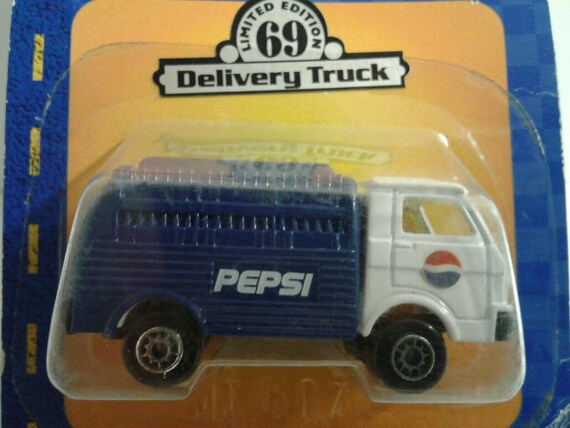 LIMITED EDITION
69
Delivery Truck
PEPSI